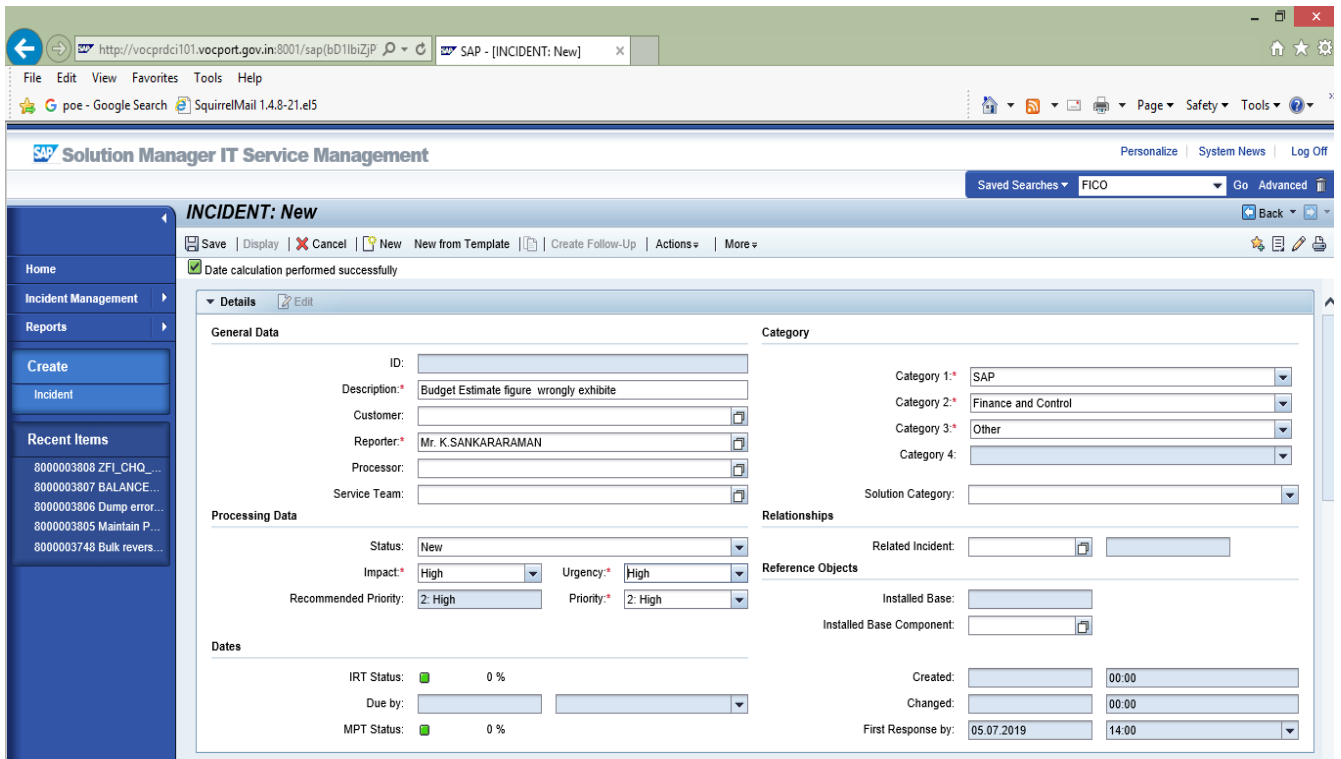 http://vocprdci101.vocport.gov.in:8001/sap(bD1lbiZjP
SAP - [INCIDENT: New]
File Edit View Favorites Tools Help
poe - Google Search SquirrelMail 1.4.8-21.el5
Page Safety Tools
SAP Solution Manager IT Service Management
Personalize System News Log Off
Saved Searches FICO Go Advanced
INCIDENT: New
Back
Save Display Cancel New New from Template Create Follow-Up Actions More
Date calculation performed successfully
Home
Incident Management
Reports
Create
Incident
Recent Items
8000003808 ZFI_CHQ_...
8000003807 BALANCE...
8000003806 Dump error...
8000003805 Maintain P...
8000003748 Bulk revers...
Details Edit
General Data
ID:
Description:* Budget Estimate figure wrongly exhibite
Customer:
Reporter:* Mr. K.SANKARARAMAN
Processor:
Service Team:
Processing Data
Status: New
Impact:* High Urgency:* High
Recommended Priority: 2: High Priority:* 2: High
Dates
IRT Status: 0 %
Due by:
MPT Status: 0 %
Category
Category 1:* SAP
Category 2:* Finance and Control
Category 3:* Other
Category 4:
Solution Category:
Relationships
Related Incident:
Reference Objects
Installed Base:
Installed Base Component:
Created: 00:00
Changed: 00:00
First Response by: 05.07.2019 14:00